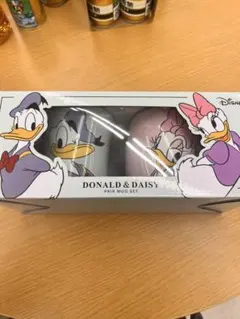 Disney
DONALD & DAISY
PAIR MUG SET